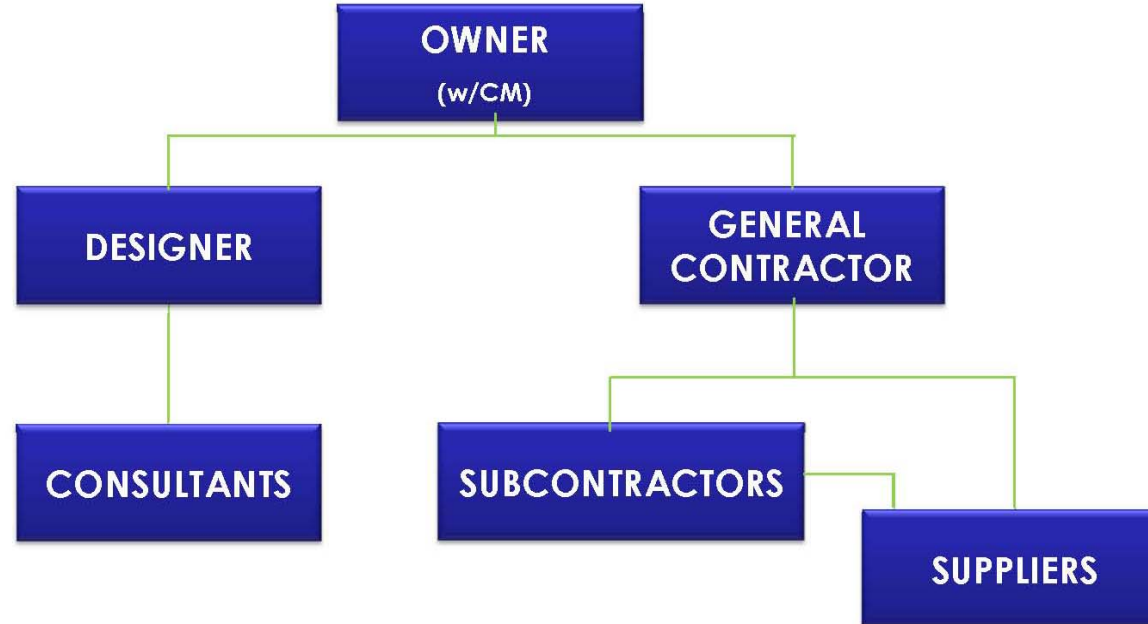 OWNER
(w/CM)
DESIGNER
GENERAL
CONTRACTOR
CONSULTANTS
SUBCONTRACTORS
SUPPLIERS